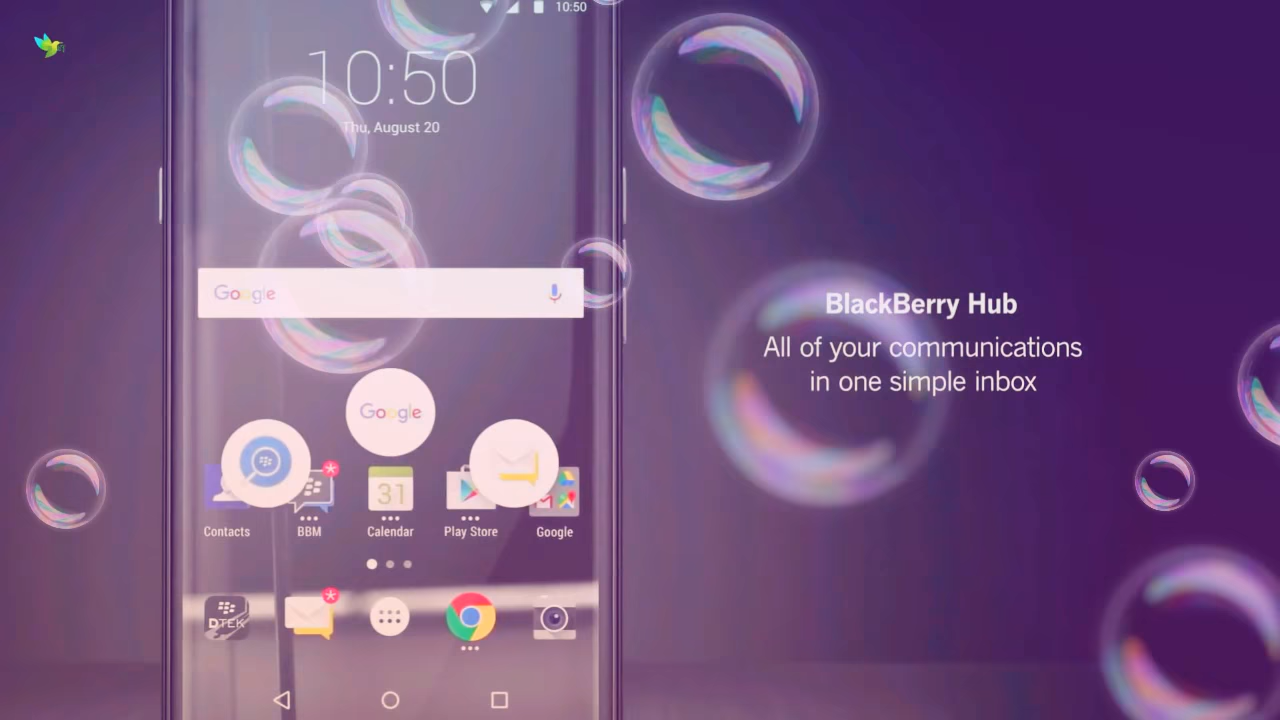 10:50
10:50
Thu, August 20
Google
Google
31
Contacts
BBM
Calendar
Play Store
Google
DTEK
BlackBerry Hub
All of your communications
in one simple inbox